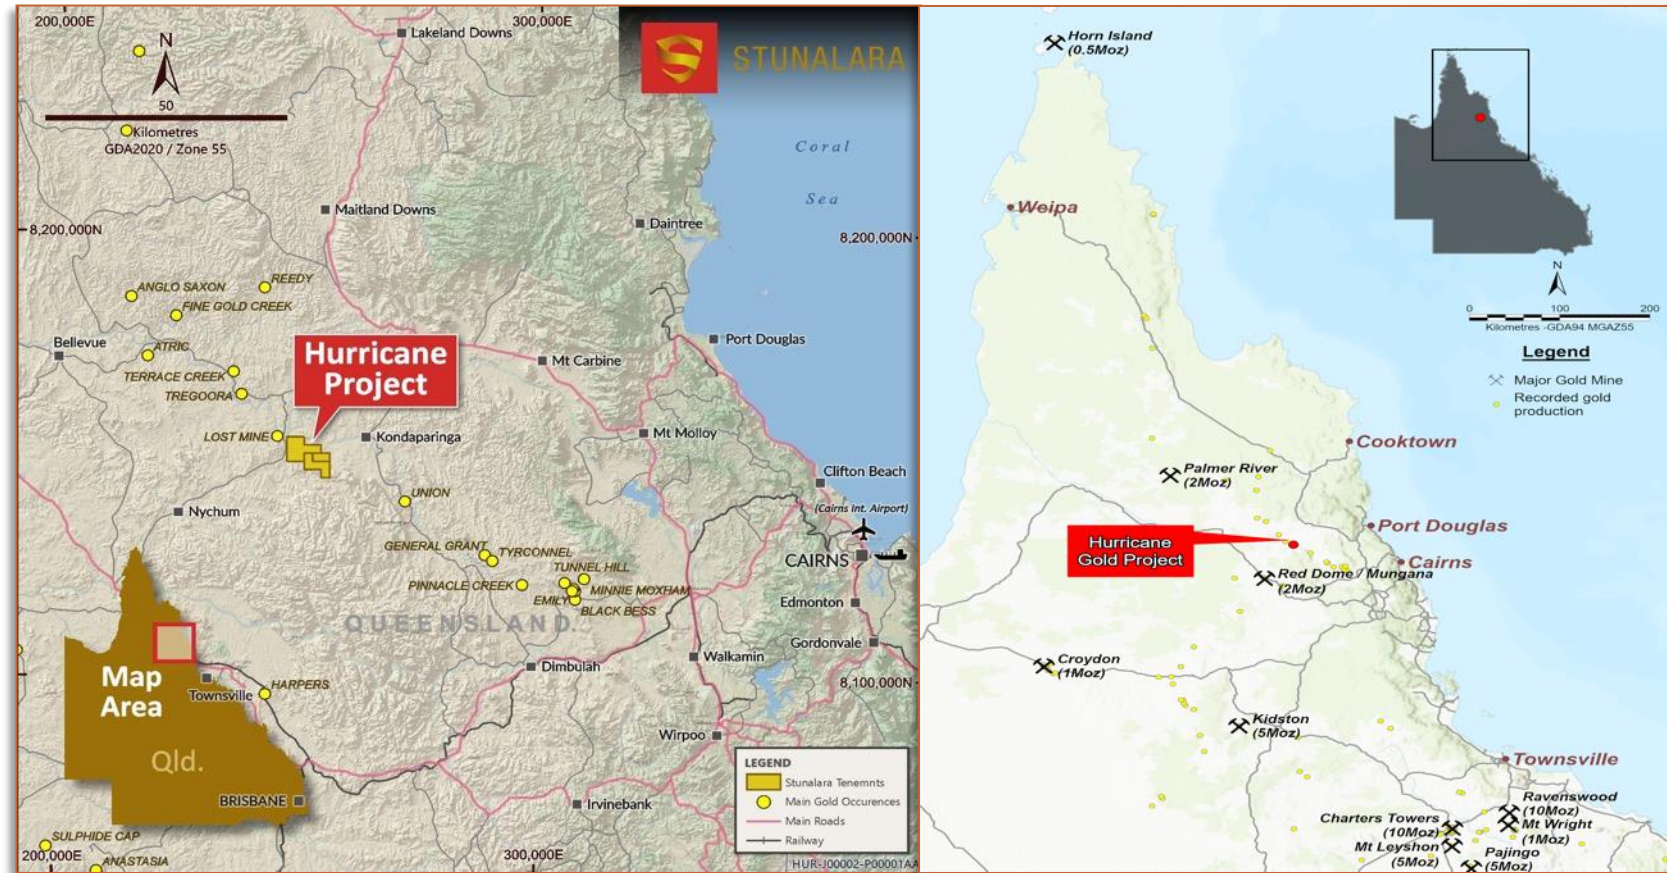 200,000E
300,000E
N
50
Kilometres
GDA2020 / Zone 55
STUNALARA
Lakeland Downs
Coral
Sea
Maitland Downs
Daintree
8,200,000N
8,200,000N
REEDY
ANGLO SAXON
FINE GOLD CREEK
Bellevue
ATRIC
Hurricane
Project
Port Douglas
Mt Carbine
TERRACE CREEK
TREGOORA
LOST MINE
Kondaparinga
Mt Molloy
Clifton Beach
UNION
(Cairns Int. Airport)
Nychum
GENERAL GRANT
TYRCONNEL
CAIRNS
TUNNEL HILL
PINNACLE CREEK
MINNIE MOXHAM
EMILY
BLACK BESS
Edmonton
QUEENSLAND
Gordonvale
Walkamin
Dimbulah
Map
Area
Townsville
HARPERS
8,100,000N
Qld.
Wirpoo
BRISBANE
Irvinebank
LEGEND
Stunalara Tenemnts
Main Gold Occurences
Main Roads
Railway
SULPHIDE CAP
200,000E
ANASTASIA
300,000E
HUR-J00002-P00001AA
Horn Island
(0.5Moz)
Weipa
N
0 100 200
Kilometres -GDA94 MGAZ55
Legend
Major Gold Mine
Recorded gold
production
Cooktown
Palmer River
(2Moz)
Port Douglas
Hurricane
Gold Project
Cairns
Red Dome / Mungana
(2Moz)
Croydon
(1Moz)
Kidston
(5Moz)
Townsville
Ravenswood
(10Moz)
Charters Towers
(10Moz)
Mt Wright
(1Moz)
Mt Leyshon
(5Moz)
Pajingo
(5Moz)